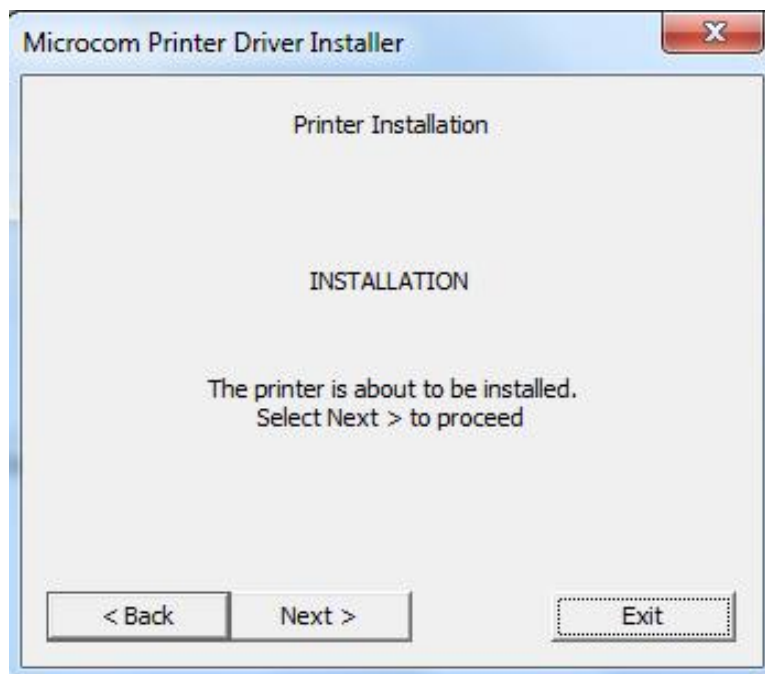 Microcom Printer Driver Installer
Printer Installation
INSTALLATION
The printer is about to be installed.
Select Next > to proceed
< Back Next > Exit